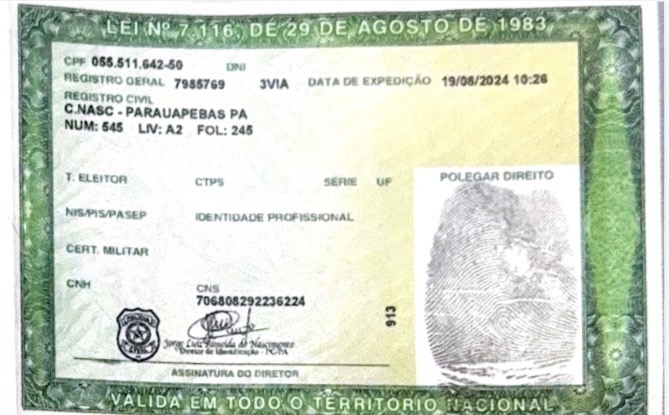 LEI Nº 7.116, DE 29 DE AGOSTO DE 1983
CPF 055.511.642-50 DNI
REGISTRO GERAL 7985769 3VIA DATA DE EXPEDIÇÃO 19/08/2024 10:26
REGISTRO CIVIL
C.NASC - PARAUAPEBAS PA
NUM: 545 LIV: A2 FOL: 245
T. ELEITOR CTPS SÉRIE UF
POLEGAR DIREITO
NIS/PIS/PASEP IDENTIDADE PROFISSIONAL
CERT. MILITAR
CNH CNS
706808292236224
913
Jorge Luiz Almeida do Nascimento
Diretor de Identificação - PC/PA
ASSINATURA DO DIRETOR
VÁLIDA EM TODO O TERRITÓRIO NACIONAL